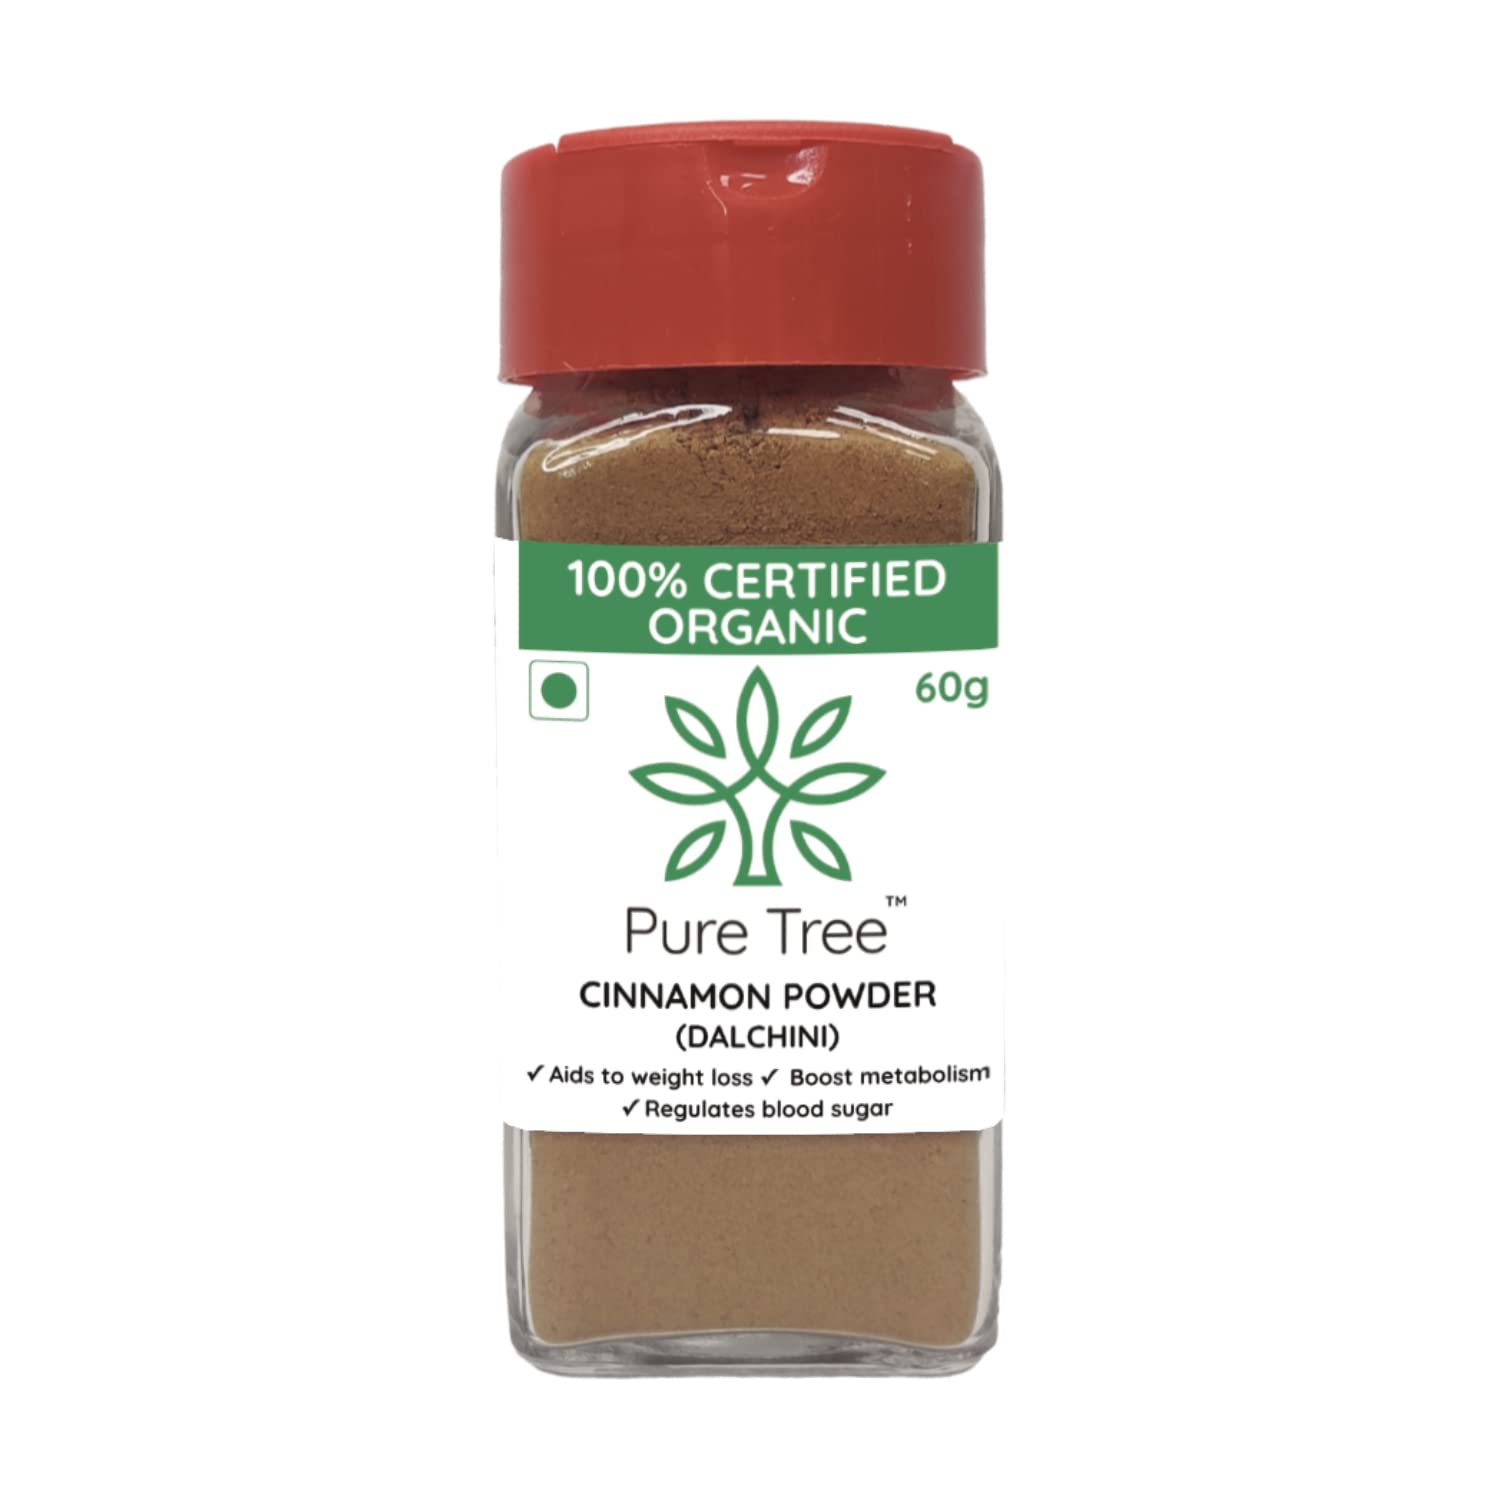 100% CERTIFIED
ORGANIC
60g
Pure Tree™
CINNAMON POWDER
(DALCHINI)
✓ Aids to weight loss ✓ Boost metabolism
✓ Regulates blood sugar